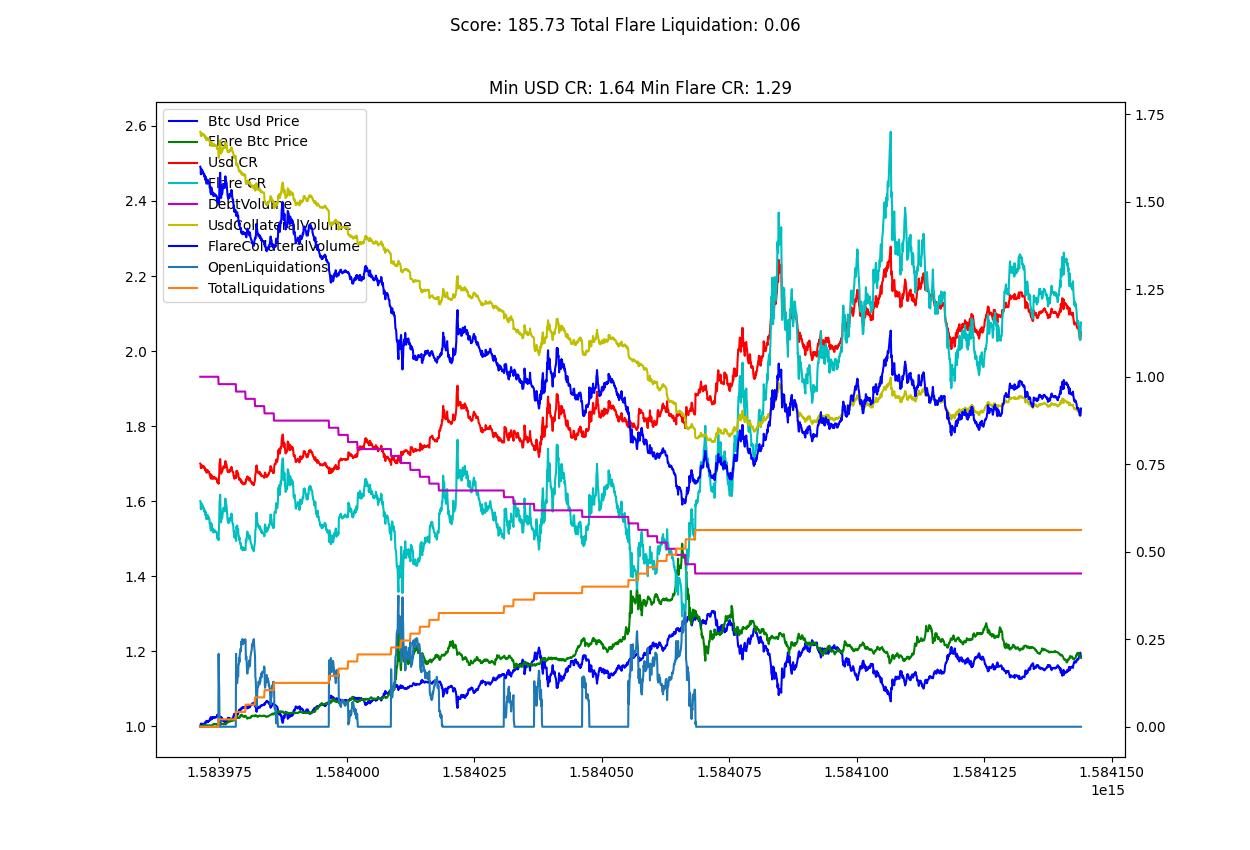 Score: 185.73 Total Flare Liquidation: 0.06
Min USD CR: 1.64 Min Flare CR: 1.29
Btc Usd Price
Flare Btc Price
Usd CR
Flare CR
DebtVolume
UsdCollateralVolume
FlareCollateralVolume
OpenLiquidations
TotalLiquidations
2.6
2.4
2.2
2.0
1.8
1.6
1.4
1.2
1.0
1.75
1.50
1.25
1.00
0.75
0.50
0.25
0.00
1.583975 1.584000 1.584025 1.584050 1.584075 1.584100 1.584125 1.584150
1e15